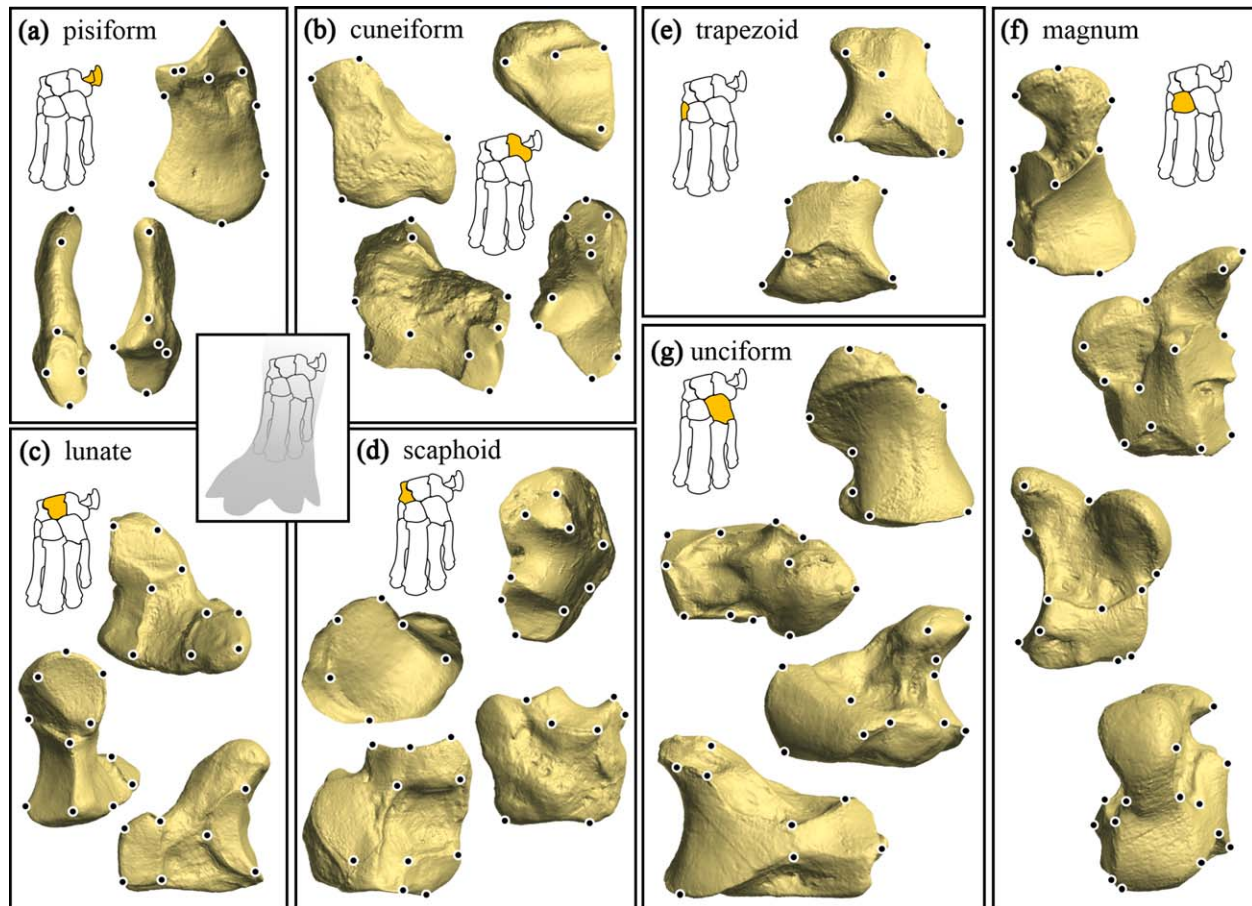 (a) pisiform
(b) cuneiform
(e) trapezoid
(f) magnum
(g) unciform
(c) lunate
(d) scaphoid